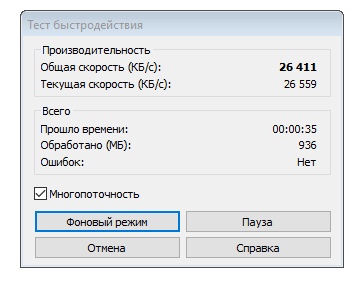 Тест быстродействия
Производительность
Общая скорость (КБ/с): 26 411
Текущая скорость (КБ/с): 26 559
Всего
Прошло времени: 00:00:35
Обработано (МБ): 936
Ошибок: Нет
Многопоточность
Фоновый режим Пауза
Отмена Справка